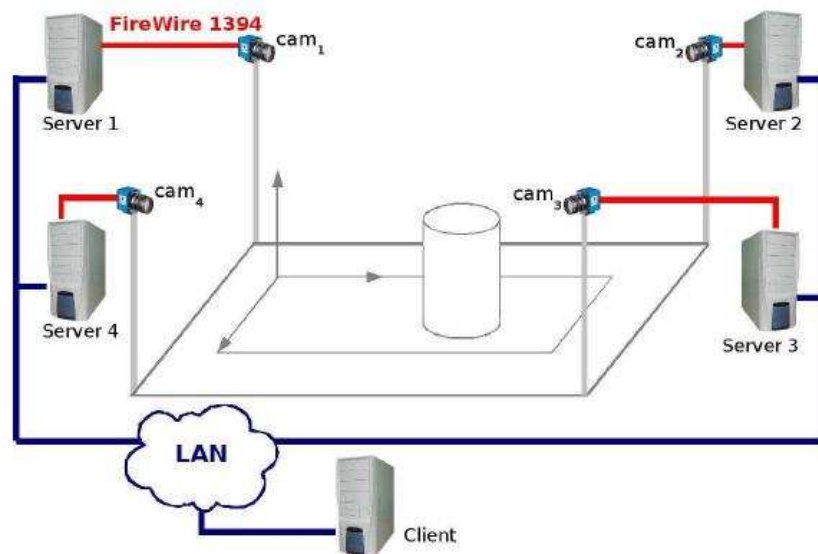 FireWire 1394
cam1
cam2
Server 1
Server 2
cam4
cam3
Server 4
Server 3
LAN
Client